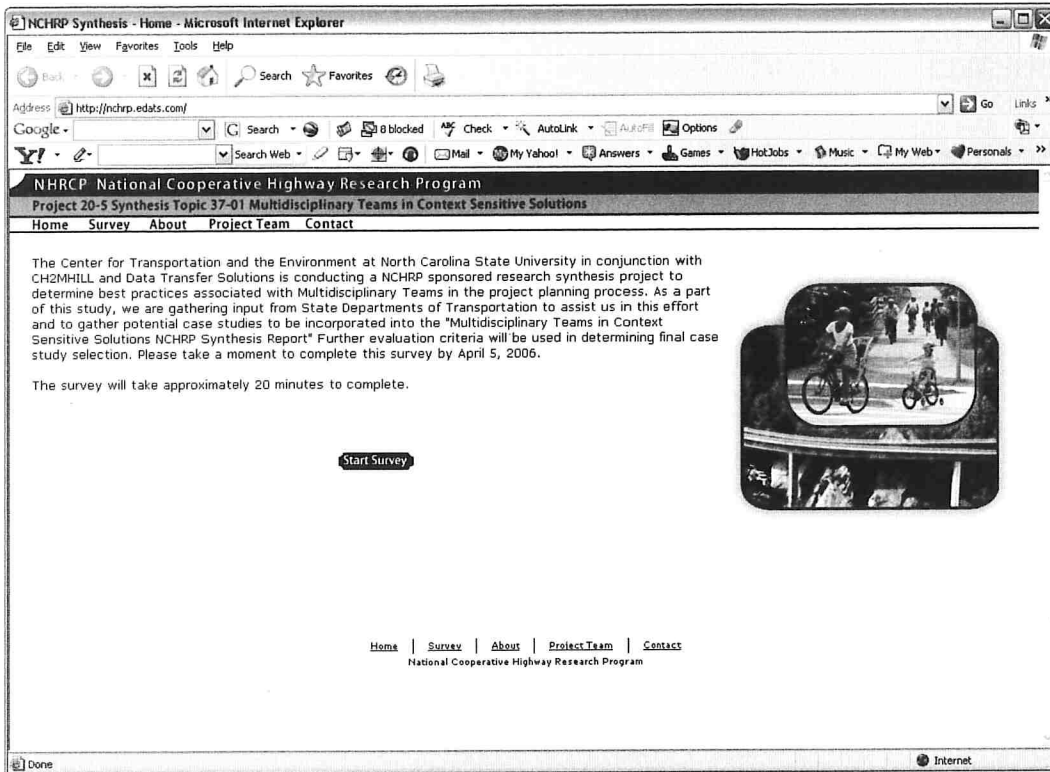 NCHRP Synthesis - Home - Microsoft Internet Explorer
File Edit View Favorites Tools Help
Back Search Favorites
Address http://nchrp.edats.com/ Go Links »
Google - G Search 8 blocked Check AutoLink AutoFill Options
Y! Search Web Mail My Yahoo! Answers Games HotJobs Music My Web Personals »
NHRCP National Cooperative Highway Research Program
Project 20-5 Synthesis Topic 37-01 Multidisciplinary Teams in Context Sensitive Solutions
Home Survey About Project Team Contact
The Center for Transportation and the Environment at North Carolina State University in conjunction with
CH2MHILL and Data Transfer Solutions is conducting a NCHRP sponsored research synthesis project to
determine best practices associated with Multidisciplinary Teams in the project planning process. As a part
of this study, we are gathering input from State Departments of Transportation to assist us in this effort
and to gather potential case studies to be incorporated into the "Multidisciplinary Teams in Context
Sensitive Solutions NCHRP Synthesis Report" Further evaluation criteria will be used in determining final case
study selection. Please take a moment to complete this survey by April 5, 2006.
The survey will take approximately 20 minutes to complete.
Start Survey
Home | Survey | About | Project Team | Contact
National Cooperative Highway Research Program
Done Internet